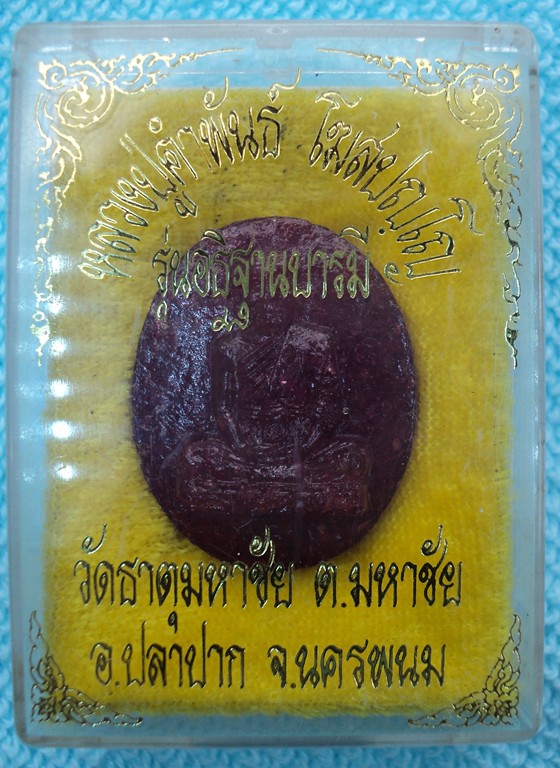 หลวงปู่คำพันธ์ โฆสปญฺโญ
รุ่นอธิฐานบารมี
วัดธาตุมหาชัย ต.มหาชัย
อ.ปลาปาก จ.นครพนม